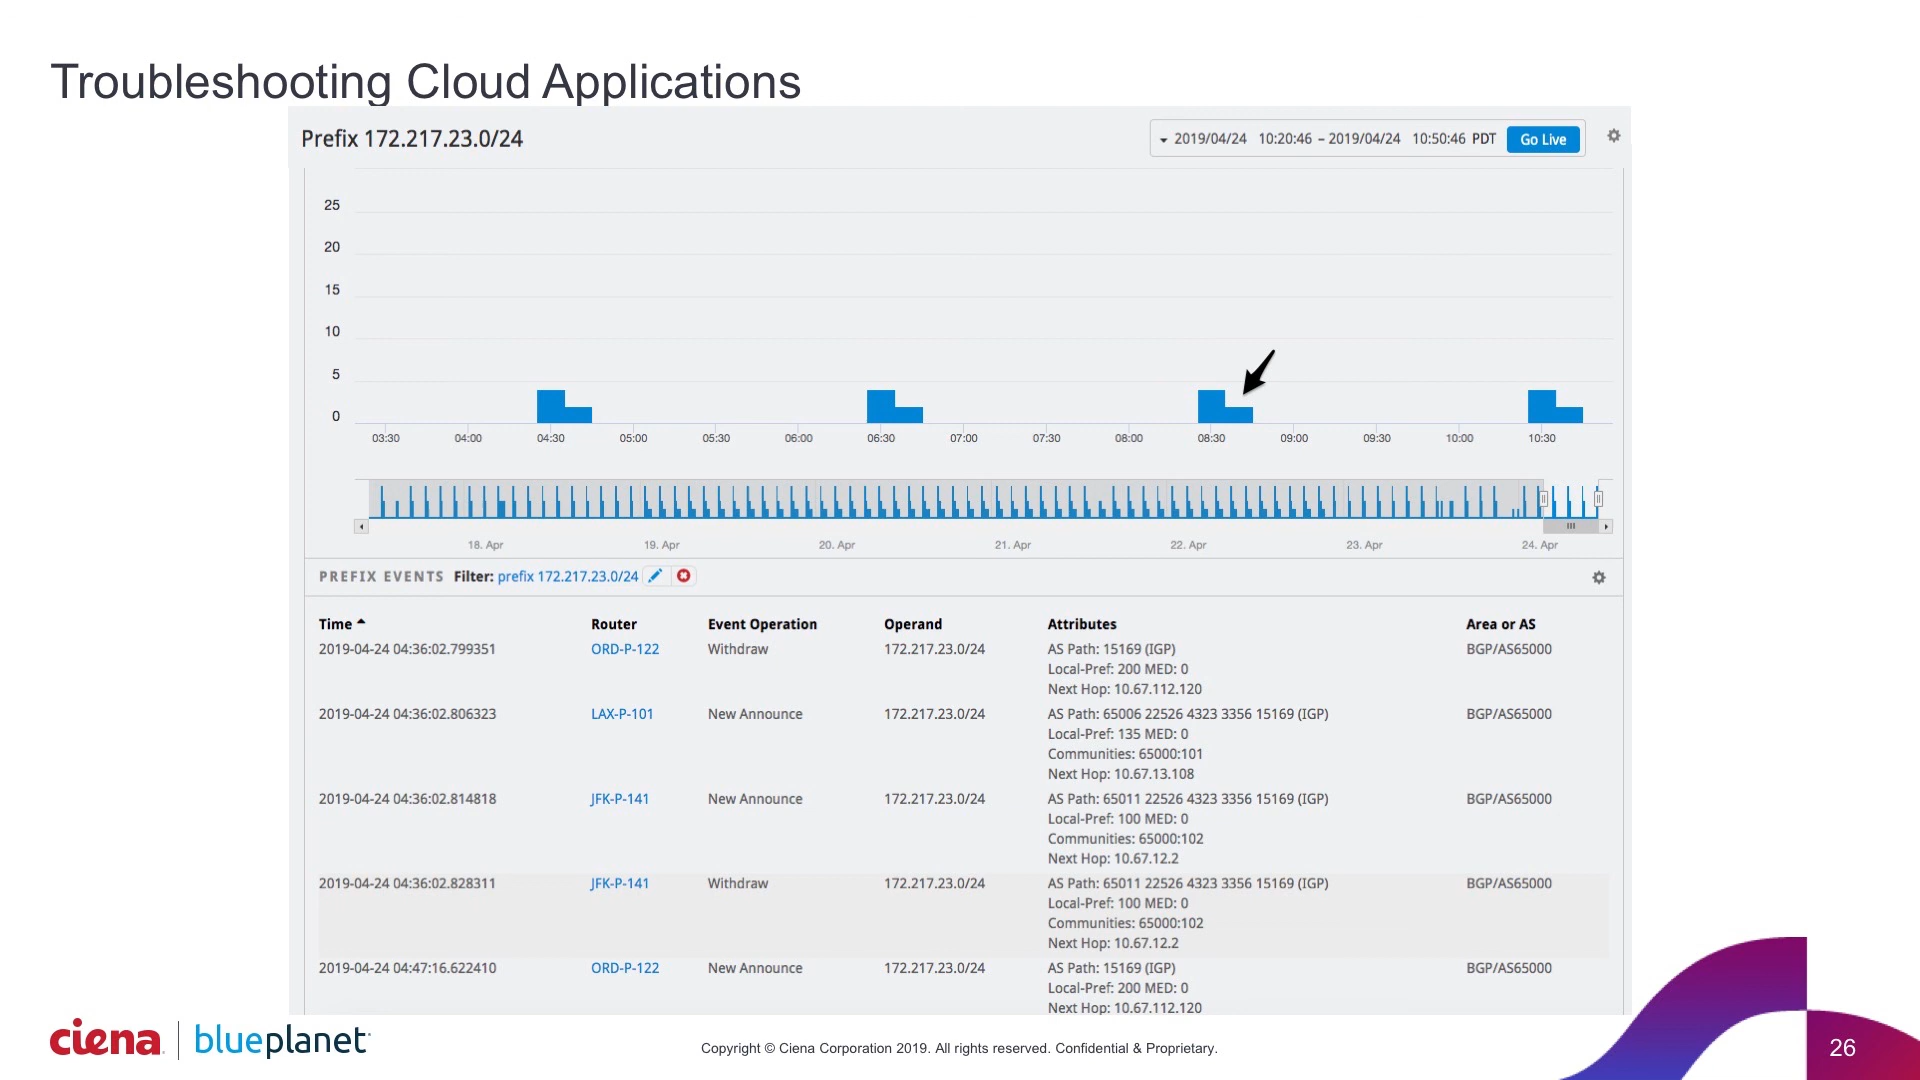 Troubleshooting Cloud Applications
Prefix 172.217.23.0/24
2019/04/24 10:20:46 – 2019/04/24 10:50:46 PDT Go Live
25
20
15
10
5
0
03:30 04:00 04:30 05:00 05:30 06:00 06:30 07:00 07:30 08:00 08:30 09:00 09:30 10:00 10:30
18. Apr 19. Apr 20. Apr 21. Apr 22. Apr 23. Apr 24. Apr
PREFIX EVENTS Filter: prefix 172.217.23.0/24
Time Router Event Operation Operand Attributes Area or AS
2019-04-24 04:36:02.799351 ORD-P-122 Withdraw 172.217.23.0/24 AS Path: 15169 (IGP) BGP/AS65000
Local-Pref: 200 MED: 0
Next Hop: 10.67.112.120
2019-04-24 04:36:02.806323 LAX-P-101 New Announce 172.217.23.0/24 AS Path: 65006 22526 4323 3356 15169 (IGP) BGP/AS65000
Local-Pref: 135 MED: 0
Communities: 65000:101
Next Hop: 10.67.13.108
2019-04-24 04:36:02.814818 JFK-P-141 New Announce 172.217.23.0/24 AS Path: 65011 22526 4323 3356 15169 (IGP) BGP/AS65000
Local-Pref: 100 MED: 0
Communities: 65000:102
Next Hop: 10.67.12.2
2019-04-24 04:36:02.828311 JFK-P-141 Withdraw 172.217.23.0/24 AS Path: 65011 22526 4323 3356 15169 (IGP) BGP/AS65000
Local-Pref: 100 MED: 0
Communities: 65000:102
Next Hop: 10.67.12.2
2019-04-24 04:47:16.622410 ORD-P-122 New Announce 172.217.23.0/24 AS Path: 15169 (IGP) BGP/AS65000
Local-Pref: 200 MED: 0
Next Hop: 10.67.112.120
ciena blueplanet
Copyright © Ciena Corporation 2019. All rights reserved. Confidential & Proprietary.
26